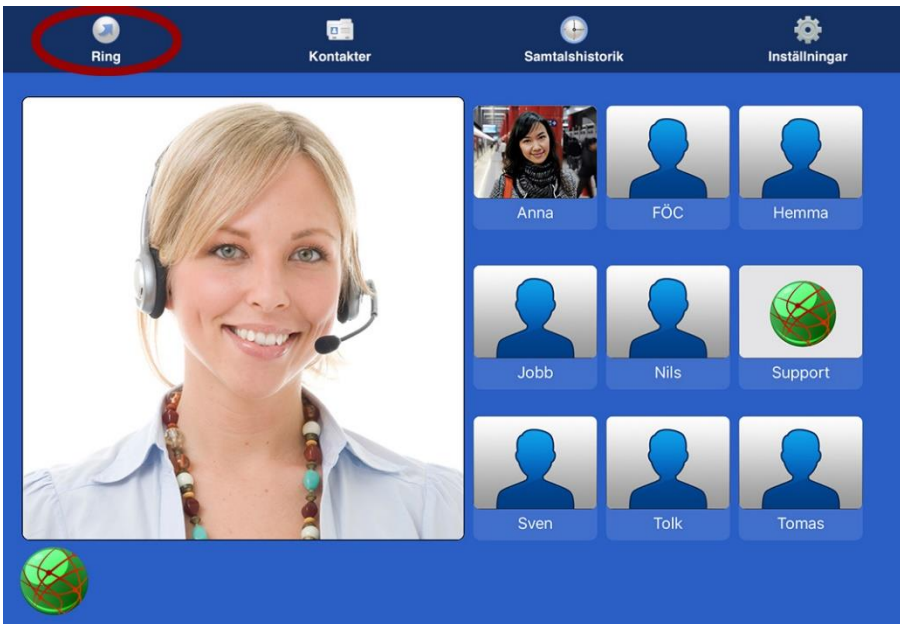 Ring
Kontakter
Samtalshistorik
Inställningar
Anna
FÖC
Hemma
Jobb
Nils
Support
Sven
Tolk
Tomas